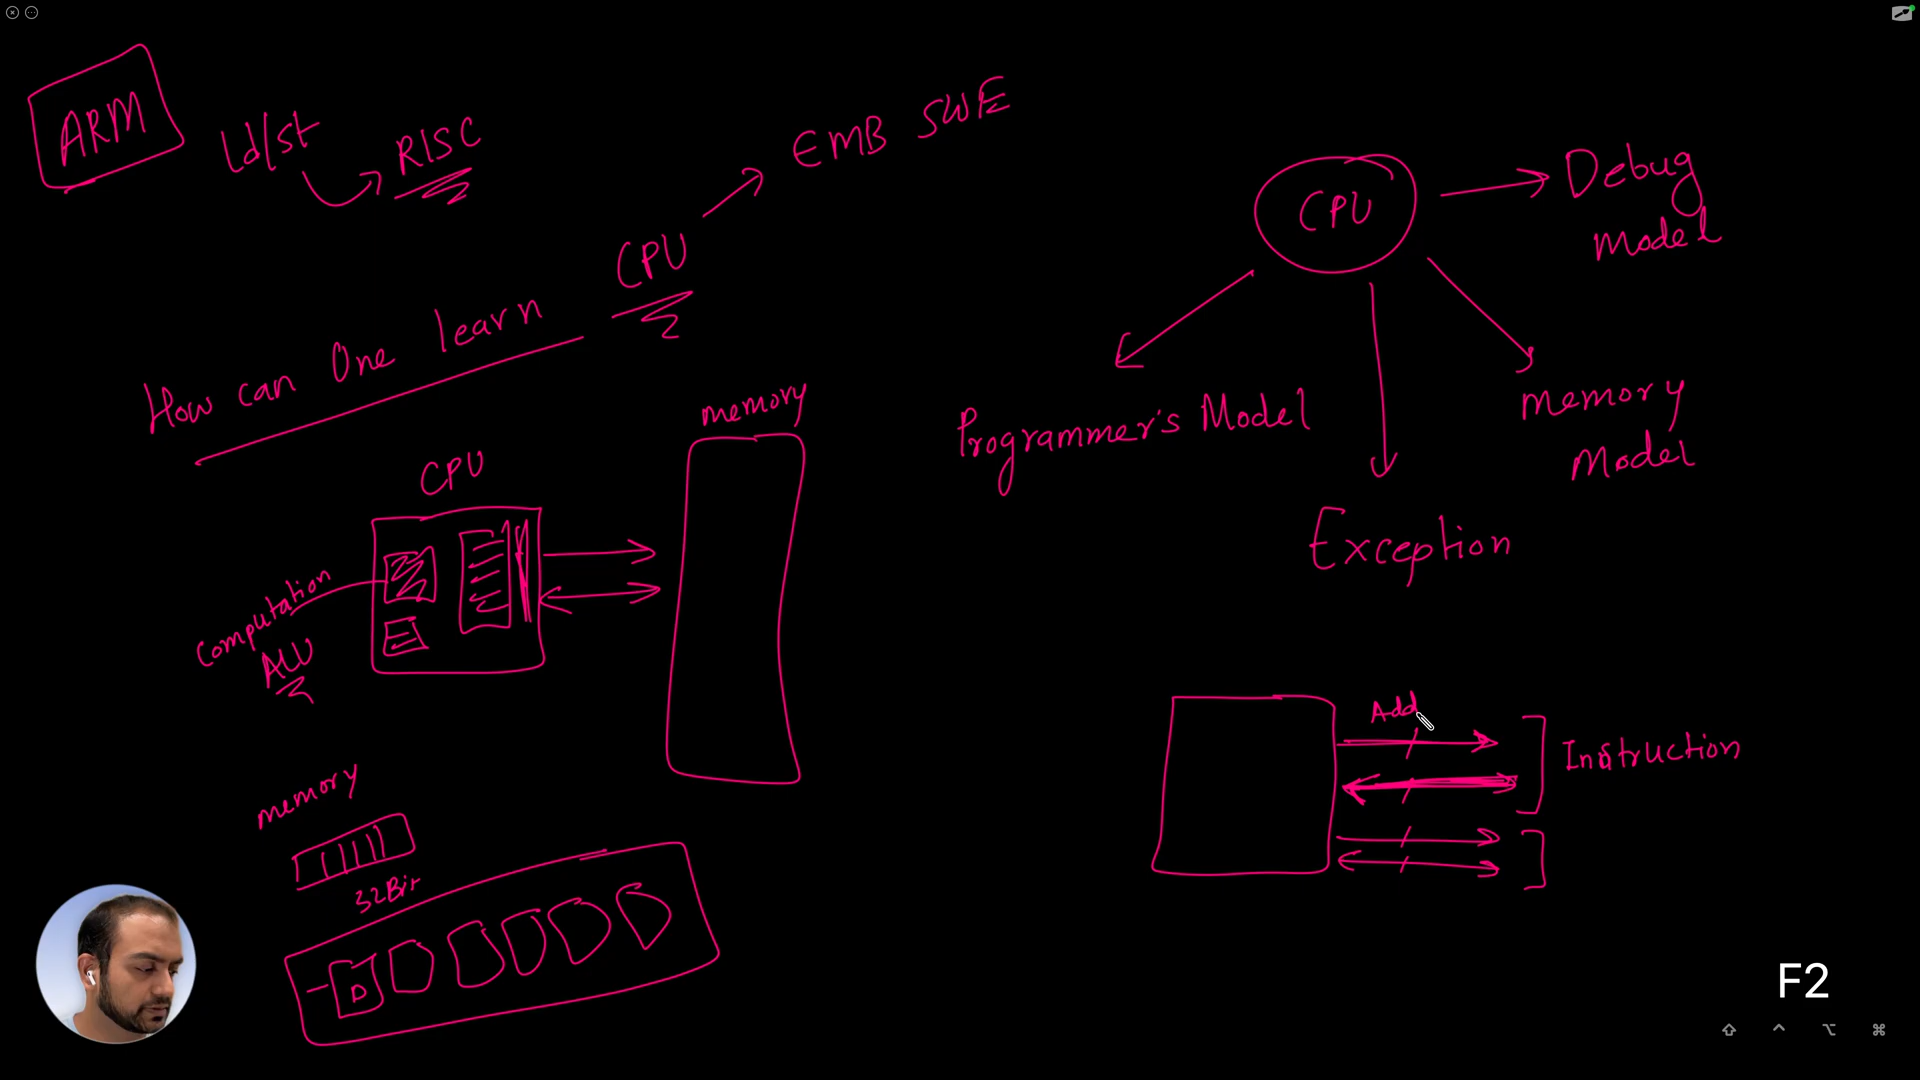 ARM
ld/st
RISC
CPU
EMB SWE
How can One learn
CPU
Debug
Model
Programmer's Model
Memory
Model
Exception
CPU
memory
Computation
ALU
memory
32Bit
D
Add
Instruction
F2